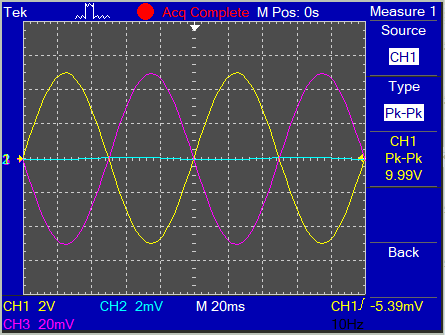 Tek Acq Complete M Pos: 0s Measure 1
Source
CH1
Type
Pk-Pk
CH1
Pk-Pk
9.99V
Back
CH1 2V CH2 2mV M 20ms CH1 -5.39mV
CH3 20mV 10Hz